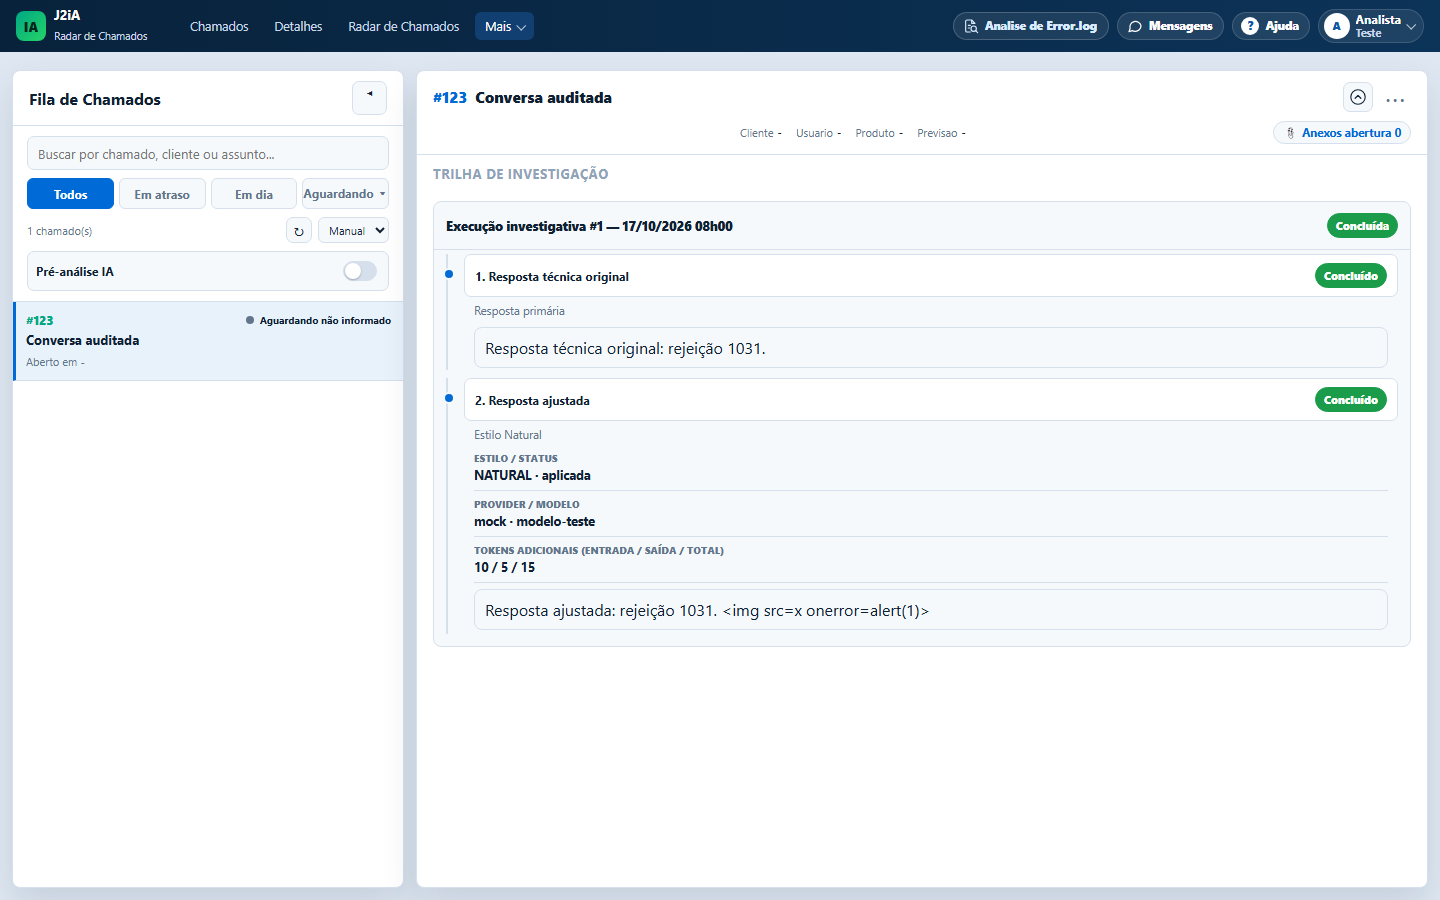 IA
J2iA
Radar de Chamados
Chamados
Detalhes
Radar de Chamados
Mais
Analise de Error.log
Mensagens
? Ajuda
A
Analista
Teste
Fila de Chamados
Buscar por chamado, cliente ou assunto...
Todos
Em atraso
Em dia
Aguardando
1 chamado(s)
Manual
Pré-análise IA
#123
Aguardando não informado
Conversa auditada
Aberto em -
#123 Conversa auditada
...
Cliente - Usuario - Produto - Previsao -
Anexos abertura 0
TRILHA DE INVESTIGAÇÃO
Execução investigativa #1 — 17/10/2026 08h00
Concluída
1. Resposta técnica original
Concluído
Resposta primária
Resposta técnica original: rejeição 1031.
2. Resposta ajustada
Concluído
Estilo Natural
ESTILO / STATUS
NATURAL · aplicada
PROVIDER / MODELO
mock · modelo-teste
TOKENS ADICIONAIS (ENTRADA / SAÍDA / TOTAL)
10 / 5 / 15
Resposta ajustada: rejeição 1031. <img src=x onerror=alert(1)>